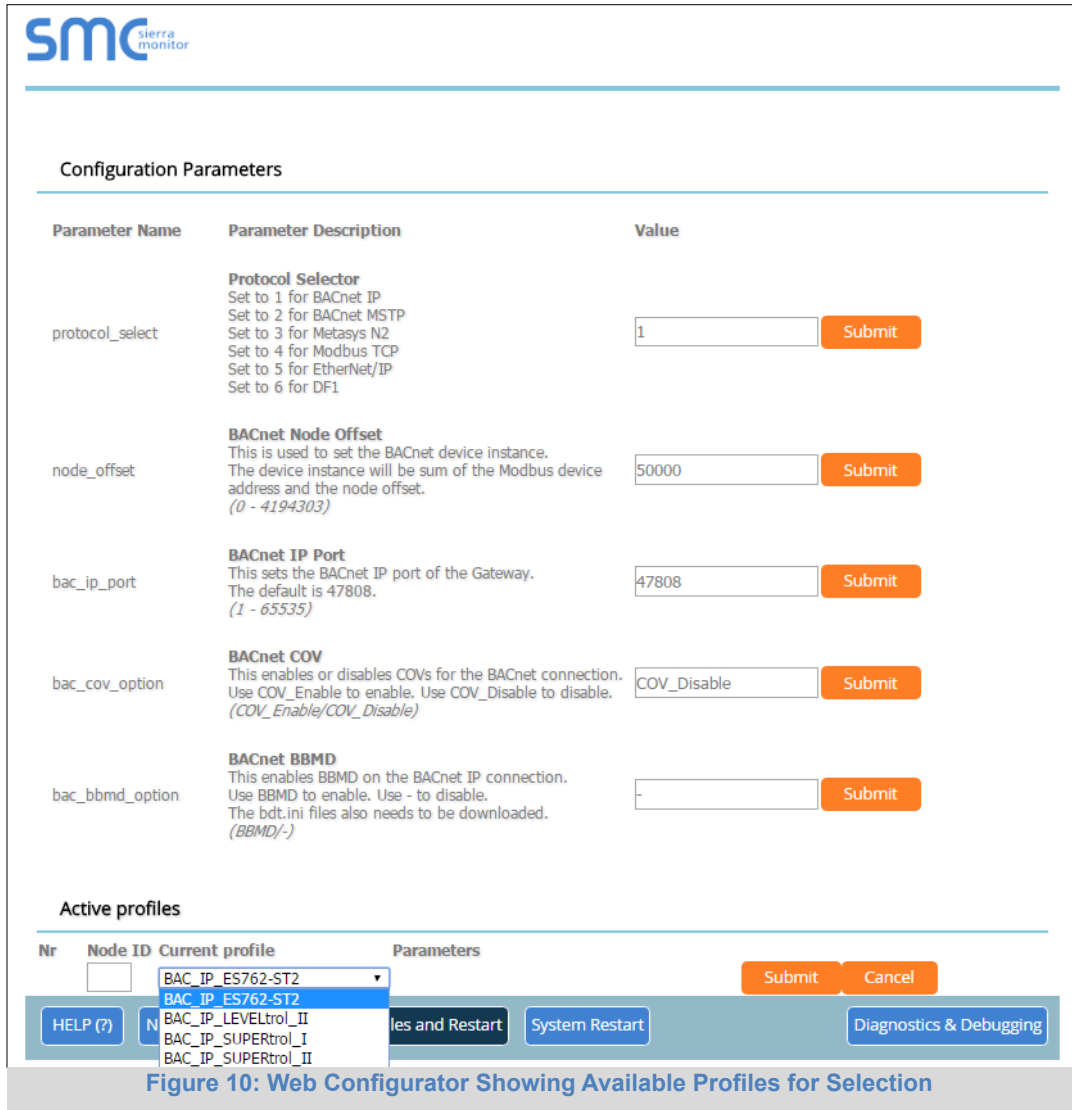 SMC sierra monitor
Configuration Parameters
Parameter Name Parameter Description Value
Protocol Selector
Set to 1 for BACnet IP
Set to 2 for BACnet MSTP
protocol_select Set to 3 for Metasys N2 1 Submit
Set to 4 for Modbus TCP
Set to 5 for EtherNet/IP
Set to 6 for DF1
BACnet Node Offset
This is used to set the BACnet device instance.
node_offset The device instance will be sum of the Modbus device 50000 Submit
address and the node offset.
(0 - 4194303)
BACnet IP Port
This sets the BACnet IP port of the Gateway.
bac_ip_port The default is 47808. 47808 Submit
(1 - 65535)
BACnet COV
This enables or disables COVs for the BACnet connection.
bac_cov_option Use COV_Enable to enable. Use COV_Disable to disable. COV_Disable Submit
(COV_Enable/COV_Disable)
BACnet BBMD
This enables BBMD on the BACnet IP connection.
bac_bbmd_option Use BBMD to enable. Use - to disable. - Submit
The bdt.ini files also needs to be downloaded.
(BBMD/-)
Active profiles
Nr Node ID Current profile Parameters
BAC_IP_ES762-ST2 Submit Cancel
BAC_IP_ES762-ST2
BAC_IP_LEVELtrol_II
BAC_IP_SUPERtrol_I
BAC_IP_SUPERtrol_II
HELP (?) N les and Restart System Restart Diagnostics & Debugging
Figure 10: Web Configurator Showing Available Profiles for Selection